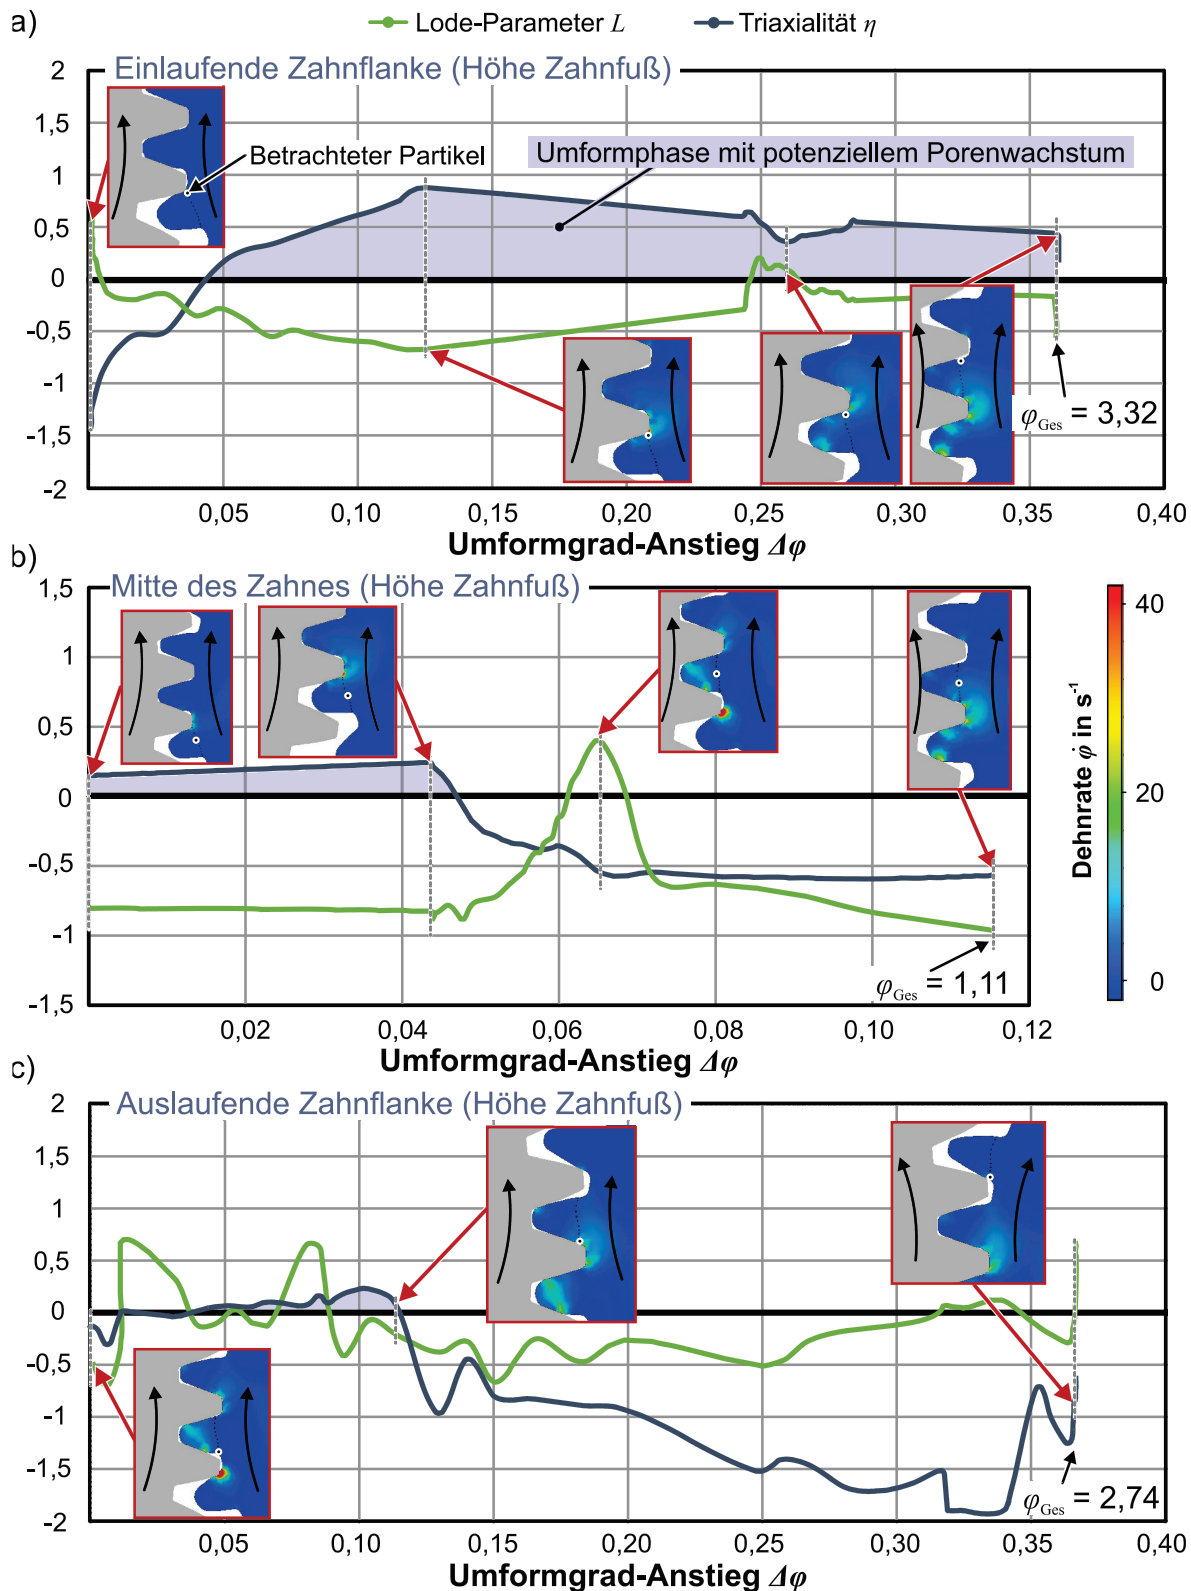 a)
Lode-Parameter L
Triaxialität η
Einlaufende Zahnflanke (Höhe Zahnfuß)
2
1,5
1
0,5
0
-0,5
-1
-1,5
-2
Betrachteter Partikel
Umformphase mit potenziellem Porenwachstum
φGes = 3,32
0,05 0,10 0,15 0,20 0,25 0,30 0,35 0,40
Umformgrad-Anstieg Δφ
b)
Mitte des Zahnes (Höhe Zahnfuß)
1,5
1
0,5
0
-0,5
-1
-1,5
φGes = 1,11
0,02 0,04 0,06 0,08 0,10 0,12
Umformgrad-Anstieg Δφ
40
20
0
Dehnrate φ̇ in s⁻¹
c)
Auslaufende Zahnflanke (Höhe Zahnfuß)
2
1,5
1
0,5
0
-0,5
-1
-1,5
-2
φGes = 2,74
0,05 0,10 0,15 0,20 0,25 0,30 0,35 0,40
Umformgrad-Anstieg Δφ